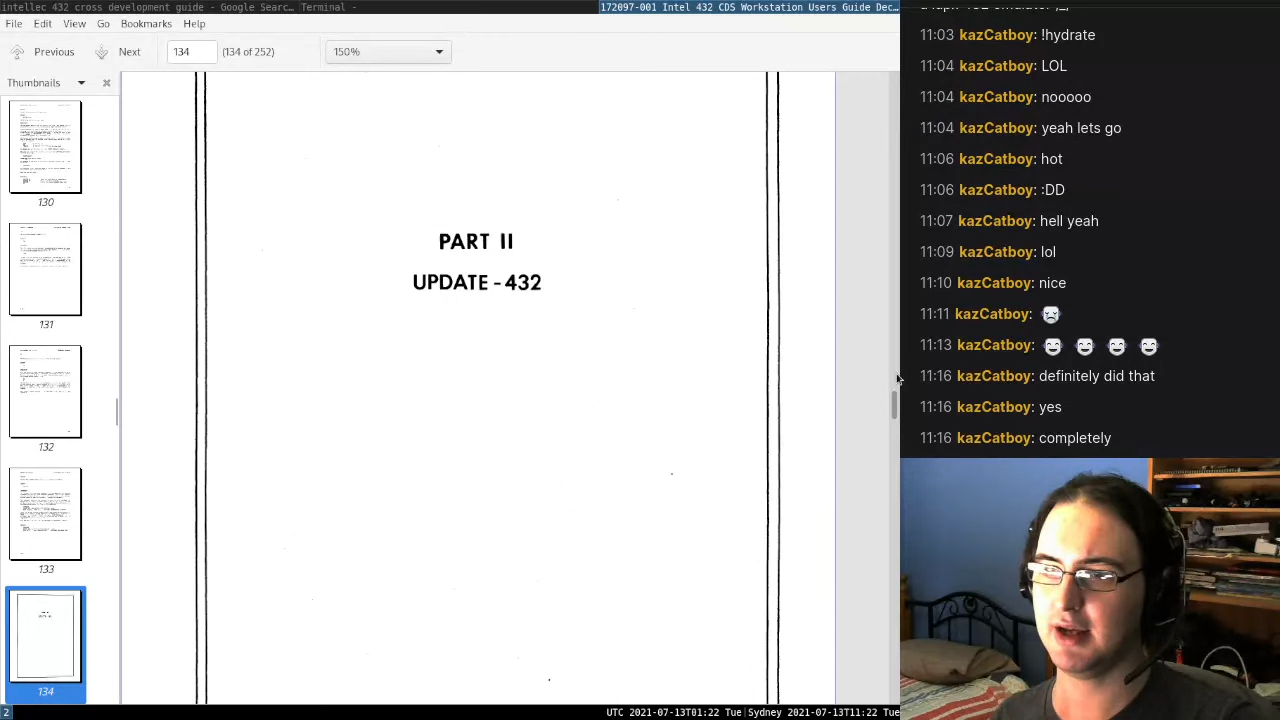 intellec 432 cross development guide - Google Searc... Terminal - 172097-001 Intel 432 CDS Workstation Users Guide Dec...
File Edit View Go Bookmarks Help
Previous Next 134 (134 of 252) 150%
Thumbnails
130
131
132
133
134
PART II
UPDATE - 432
11:03 kazCatboy: !hydrate
11:04 kazCatboy: LOL
11:04 kazCatboy: nooooo
11:04 kazCatboy: yeah lets go
11:06 kazCatboy: hot
11:06 kazCatboy: :DD
11:07 kazCatboy: hell yeah
11:09 kazCatboy: lol
11:10 kazCatboy: nice
11:11 kazCatboy:
11:13 kazCatboy:
11:16 kazCatboy: definitely did that
11:16 kazCatboy: yes
11:16 kazCatboy: completely
2 UTC 2021-07-13T01:22 Tue Sydney 2021-07-13T11:22 Tue